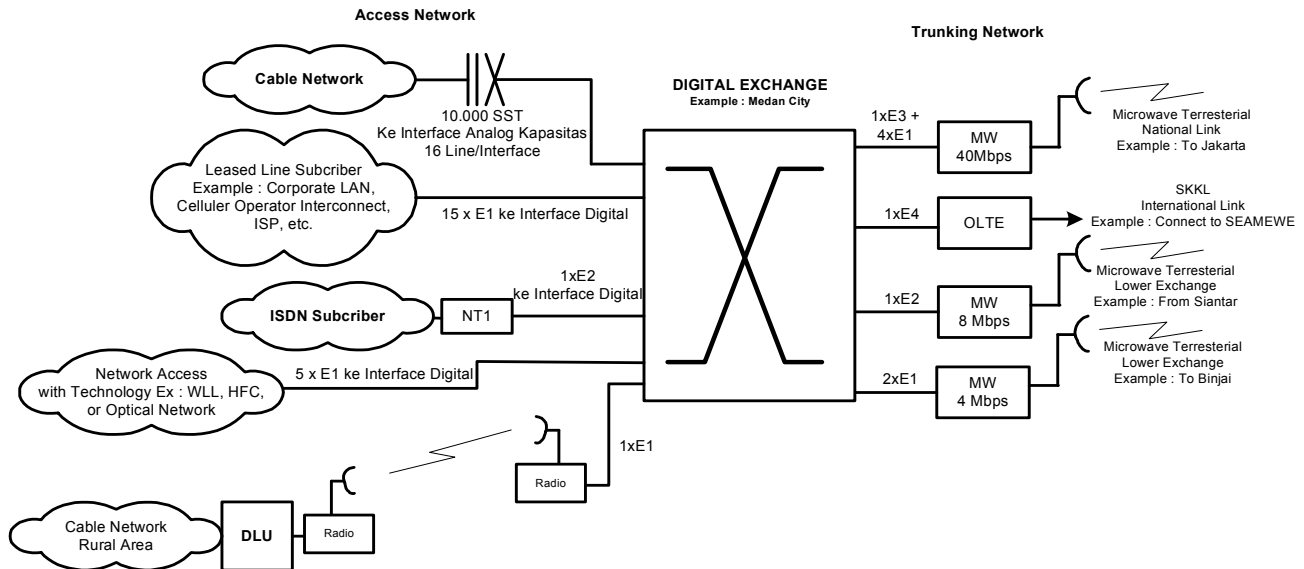 Access Network
Trunking Network
Cable Network
10.000 SST
Ke Interface Analog Kapasitas
16 Line/Interface
DIGITAL EXCHANGE
Example : Medan City
1xE3 +
4xE1
MW
40Mbps
Microwave Terresterial
National Link
Example : To Jakarta
Leased Line Subcriber
Example : Corporate LAN,
Celluler Operator Interconnect,
ISP, etc.
15 x E1 ke Interface Digital
1xE4
OLTE
SKKL
International Link
Example : Connect to SEAMEWE
ISDN Subcriber
NT1
1xE2
ke Interface Digital
1xE2
MW
8 Mbps
Microwave Terresterial
Lower Exchange
Example : From Siantar
Network Access
with Technology Ex : WLL, HFC,
or Optical Network
5 x E1 ke Interface Digital
2xE1
MW
4 Mbps
Microwave Terresterial
Lower Exchange
Example : To Binjai
1xE1
Radio
Cable Network
Rural Area
DLU
Radio